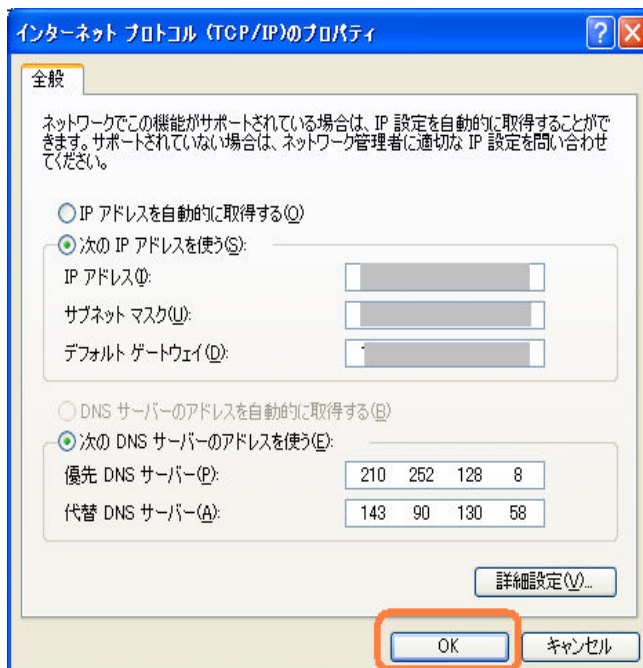 インターネット プロトコル (TCP/IP)のプロパティ
全般
ネットワークでこの機能がサポートされている場合は、IP 設定を自動的に取得することがで
きます。サポートされていない場合は、ネットワーク管理者に適切な IP 設定を問い合わせ
てください。
IP アドレスを自動的に取得する(O)
次の IP アドレスを使う(S):
IP アドレス(I):
サブネット マスク(U):
デフォルト ゲートウェイ(D):
DNS サーバーのアドレスを自動的に取得する(B)
次の DNS サーバーのアドレスを使う(E):
優先 DNS サーバー(P): 210 252 128 8
代替 DNS サーバー(A): 143 90 130 58
詳細設定(V)...
OK キャンセル